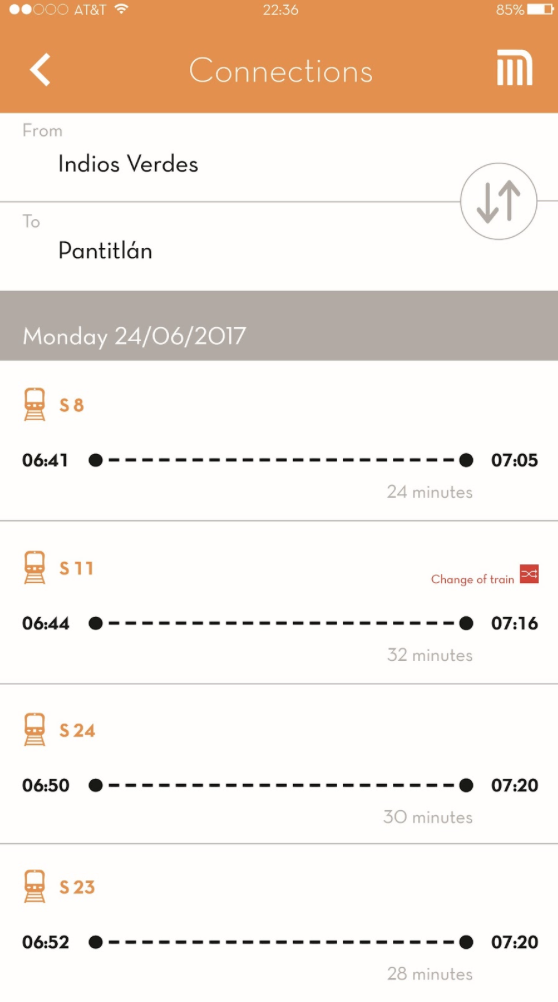 AT&T 22:36 85%
Connections
From
Indios Verdes
To
Pantitlán
Monday 24/06/2017
S 8
06:41 07:05
24 minutes
S 11
Change of train
06:44 07:16
32 minutes
S 24
06:50 07:20
30 minutes
S 23
06:52 07:20
28 minutes